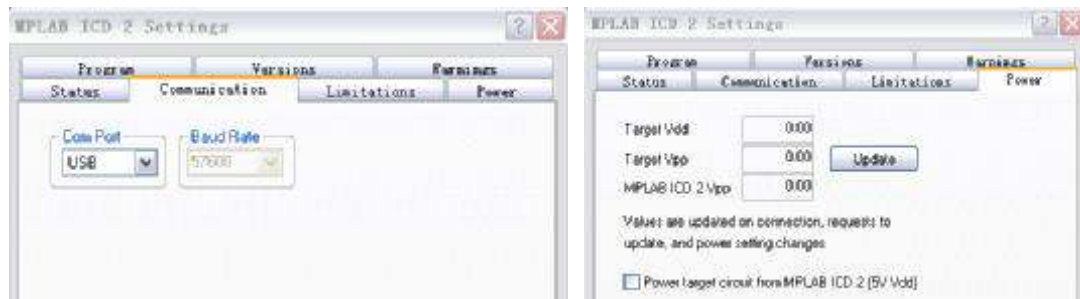 MPLAB ICD 2 Settings
Program Versions Warnings
Status Communication Limitations Power
Com Port Baud Rate
USB 57600
MPLAB ICD 2 Settings
Program Versions Warnings
Status Communication Limitations Power
Target Vdd 0.00
Target Vpp 0.00 Update
MPLAB ICD 2 Vpp 0.00
Values are updated on connection, requests to
update, and power setting changes
Power target circuit from MPLAB ICD 2 (5V Vdd)